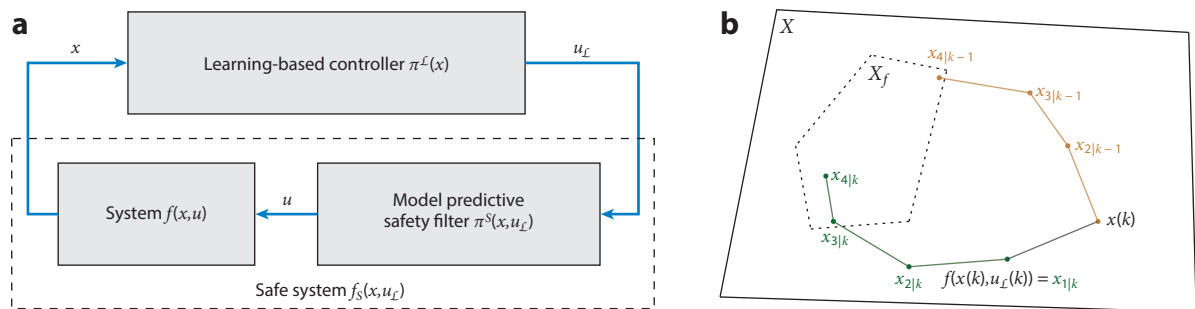 a
x
Learning-based controller π^ℒ(x)
u_ℒ
System f(x,u)
u
Model predictive
safety filter π^S(x,u_ℒ)
Safe system f_S(x,u_ℒ)
b
X
X_f
x_{4|k−1}
x_{3|k−1}
x_{2|k−1}
x_{4|k}
x(k)
x_{3|k}
x_{2|k}
f(x(k),u_ℒ(k)) = x_{1|k}